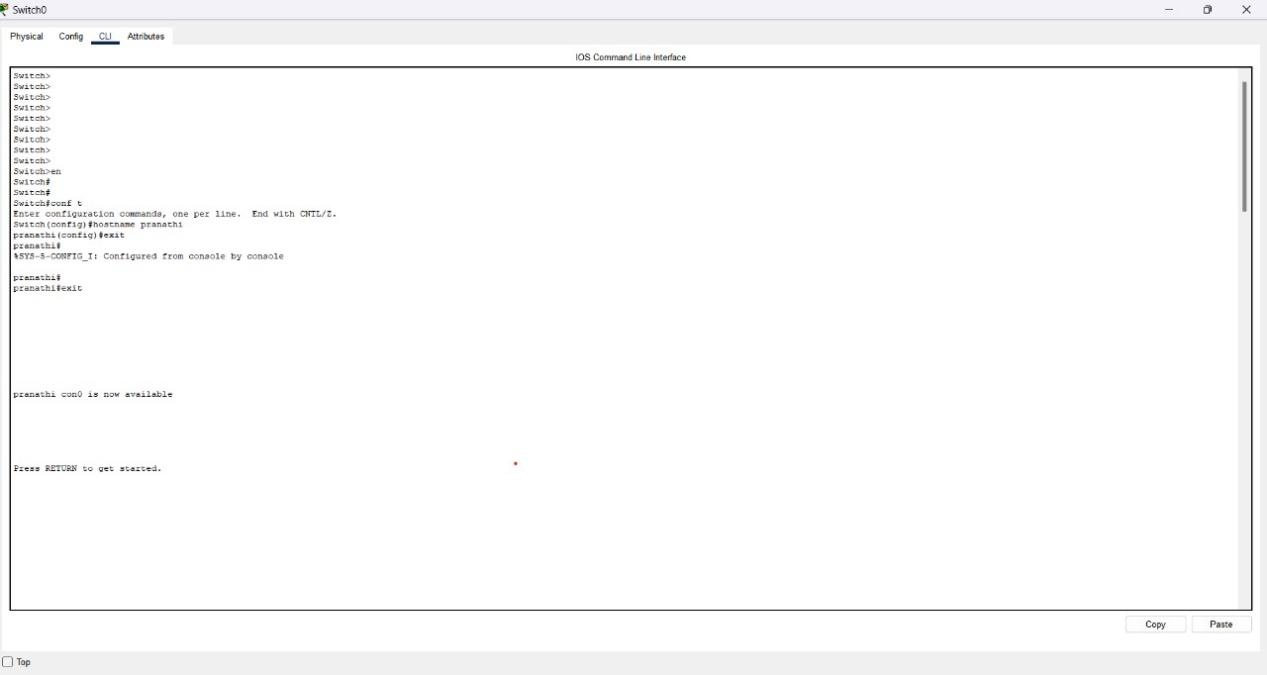 Switch0
Physical Config CLI Attributes
IOS Command Line Interface
Switch>
Switch>
Switch>
Switch>
Switch>
Switch>
Switch>
Switch>
Switch>
Switch>en
Switch#
Switch#
Switch#conf t
Enter configuration commands, one per line. End with CNTL/Z.
Switch(config)#hostname pranathi
pranathi(config)#exit
pranathi#
%SYS-5-CONFIG_I: Configured from console by console
pranathi#
pranathi#exit
pranathi con0 is now available
Press RETURN to get started.
Copy Paste
Top